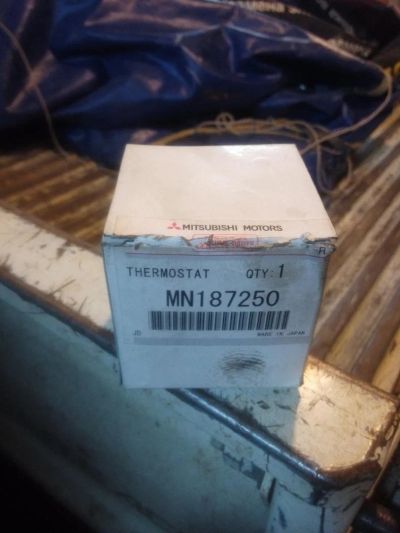 MITSUBISHI MOTORS
R
THERMOSTAT QTY:1
MN187250
JD MADE IN JAPAN